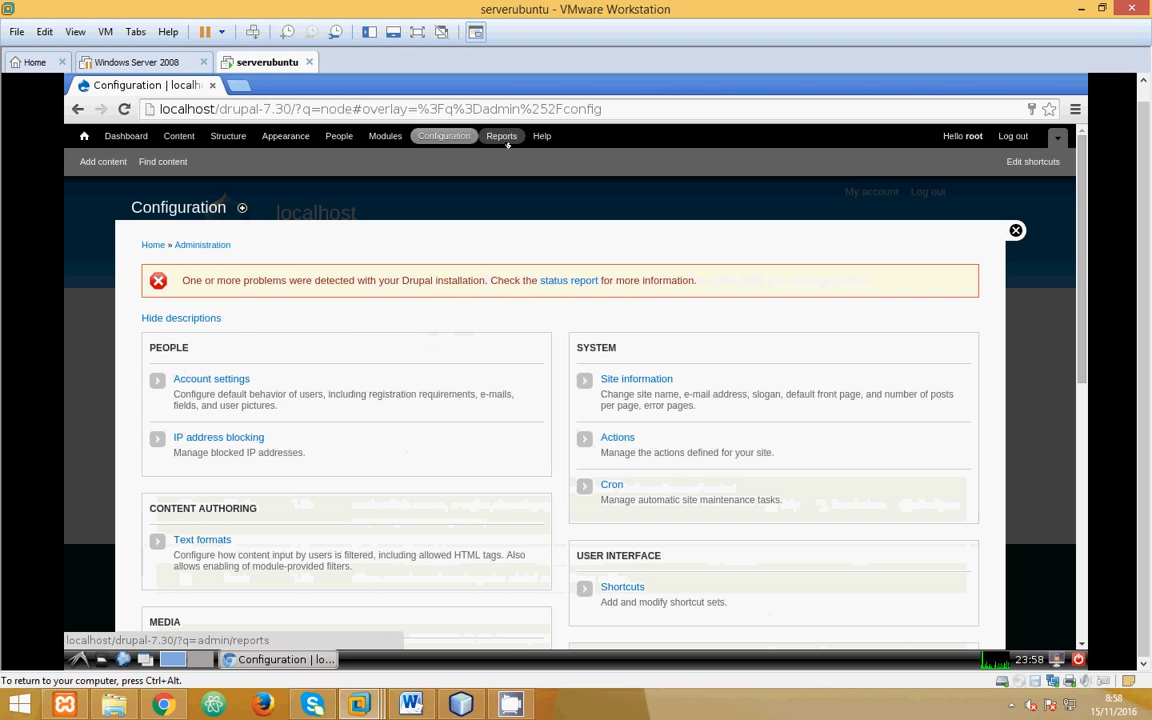 serverubuntu - VMware Workstation
File Edit View VM Tabs Help
Home Windows Server 2008 serverubuntu
Configuration | localh
localhost/drupal-7.30/?q=node#overlay=%3Fq%3Dadmin%252Fconfig
Dashboard Content Structure Appearance People Modules Configuration Reports Help Hello root Log out
Add content Find content Edit shortcuts
My account Log out
Configuration localhost
Home » Administration
One or more problems were detected with your Drupal installation. Check the status report for more information.
Hide descriptions
PEOPLE
Account settings
Configure default behavior of users, including registration requirements, e-mails,
fields, and user pictures.
IP address blocking
Manage blocked IP addresses.
CONTENT AUTHORING
Text formats
Configure how content input by users is filtered, including allowed HTML tags. Also
allows enabling of module-provided filters.
MEDIA
SYSTEM
Site information
Change site name, e-mail address, slogan, default front page, and number of posts
per page, error pages.
Actions
Manage the actions defined for your site.
Cron
Manage automatic site maintenance tasks.
USER INTERFACE
Shortcuts
Add and modify shortcut sets.
localhost/drupal-7.30/?q=admin/reports
Configuration | lo... 23:58
To return to your computer, press Ctrl+Alt.
8:58
15/11/2016